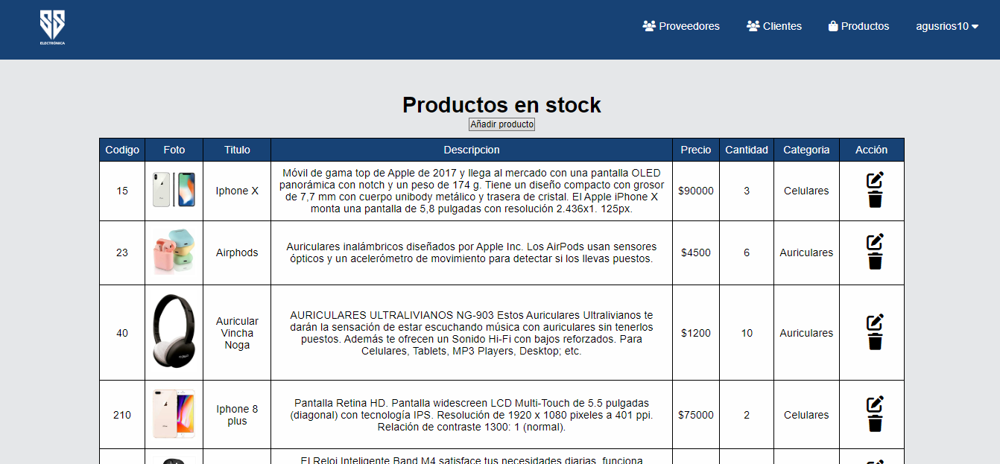 ELECTRÓNICA
Proveedores
Clientes
Productos
agusrios10
Productos en stock
Añadir producto
Codigo
Foto
Titulo
Descripcion
Precio
Cantidad
Categoria
Acción
15
Iphone X
Móvil de gama top de Apple de 2017 y llega al mercado con una pantalla OLED
panorámica con notch y un peso de 174 g. Tiene un diseño compacto con grosor
de 7,7 mm con cuerpo unibody metálico y trasera de cristal. El Apple iPhone X
monta una pantalla de 5,8 pulgadas con resolución 2.436x1. 125px.
$90000
3
Celulares
23
Airphods
Auriculares inalámbricos diseñados por Apple Inc. Los AirPods usan sensores
ópticos y un acelerómetro de movimiento para detectar si los llevas puestos.
$4500
6
Auriculares
40
Auricular
Vincha
Noga
AURICULARES ULTRALIVIANOS NG-903 Estos Auriculares Ultralivianos te
darán la sensación de estar escuchando música con auriculares sin tenerlos
puestos. Además te ofrecen un Sonido Hi-Fi con bajos reforzados. Para
Celulares, Tablets, MP3 Players, Desktop; etc.
$1200
10
Auriculares
210
Iphone 8
plus
Pantalla Retina HD. Pantalla widescreen LCD Multi-Touch de 5.5 pulgadas
(diagonal) con tecnología IPS. Resolución de 1920 x 1080 pixeles a 401 ppi.
Relación de contraste 1300: 1 (normal).
$75000
2
Celulares
El Reloj Inteligente Band M4 satisface tus necesidades diarias, funciona